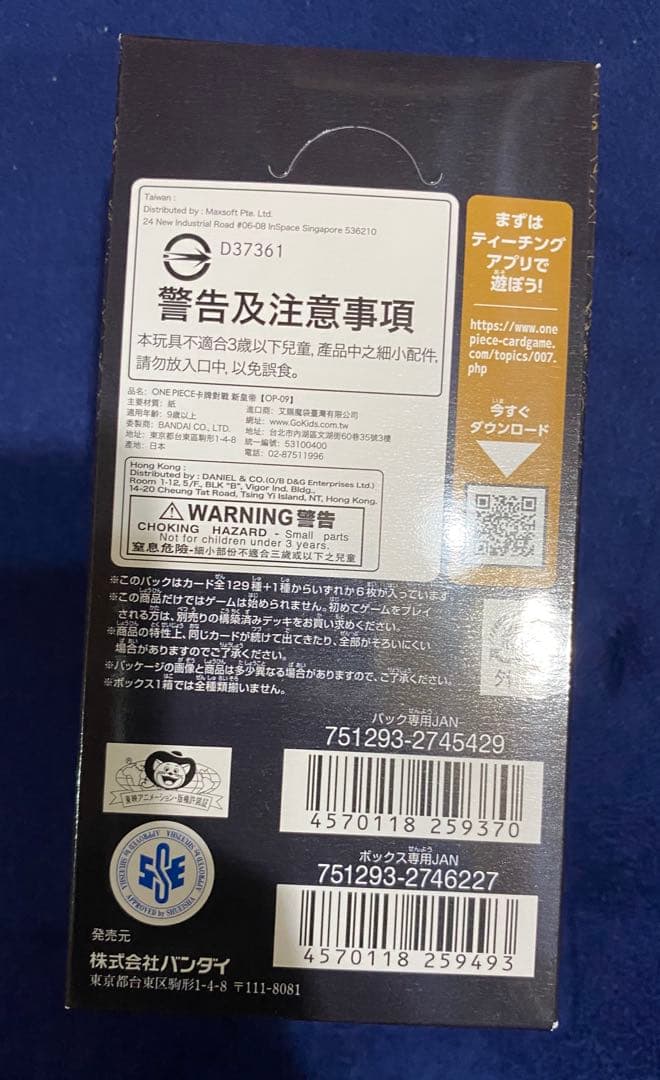 Taiwan :
Distributed by : Maxsoft Pte. Ltd.
24 New Industrial Road #06-08 InSpace Singapore 536210
D37361
警告及注意事項
本玩具不適合3歲以下兒童,產品中之細小配件,
請勿放入口中,以免誤食。
品名: ONE PIECE卡牌對戰 新皇帝【OP-09】
主要材質: 紙
適用年齡: 9歲以上
委製商: BANDAI CO., LTD.
地址: 東京都台東區駒形1-4-8
產地: 日本
進口商: 艾賜魔袋臺灣有限公司
網址: www.GoKids.com.tw
地址: 台北市內湖區文湖街60巷35號3樓
統一編號: 53100400
電話: 02-87511996
Hong Kong :
Distributed by : DANIEL & CO.(O/B D&G Enterprises Ltd.)
Room 1-12, 5/F., BLK "B", Vigor Ind. Bldg.,
14-20 Cheung Tat Road, Tsing Yi Island, NT, Hong Kong.
WARNING 警告
CHOKING HAZARD - Small parts
Not for children under 3 years.
窒息危險-細小部份不適合三歲或以下之兒童
まずは
ティーチング
アプリで
遊ぼう!
https://www.one
piece-cardgame.
com/topics/007.
php
今すぐ
ダウンロード
※このパックはカード全129種+1種からいずれか6枚が入っています
※この商品だけではゲームは始められません。初めてゲームをプレイ
される方は、別売りの構築済みデッキをお買い求めください。
※商品の特性上、同じカードが続けて出てきたり、全部がそろいにくい
場合がありますのでご了承ください。
※パッケージの画像と商品は多少異なる場合がありますので、ご了承ください。
※ボックス1箱では全種類揃いません。
外
パック専用JAN
751293-2745429
4570118 259370
ボックス専用JAN
751293-2746227
4570118 259493
東映アニメーション・版権許諾証
APPROVED by SHUEISHA
発売元
株式会社バンダイ
東京都台東区駒形1-4-8 〒111-8081